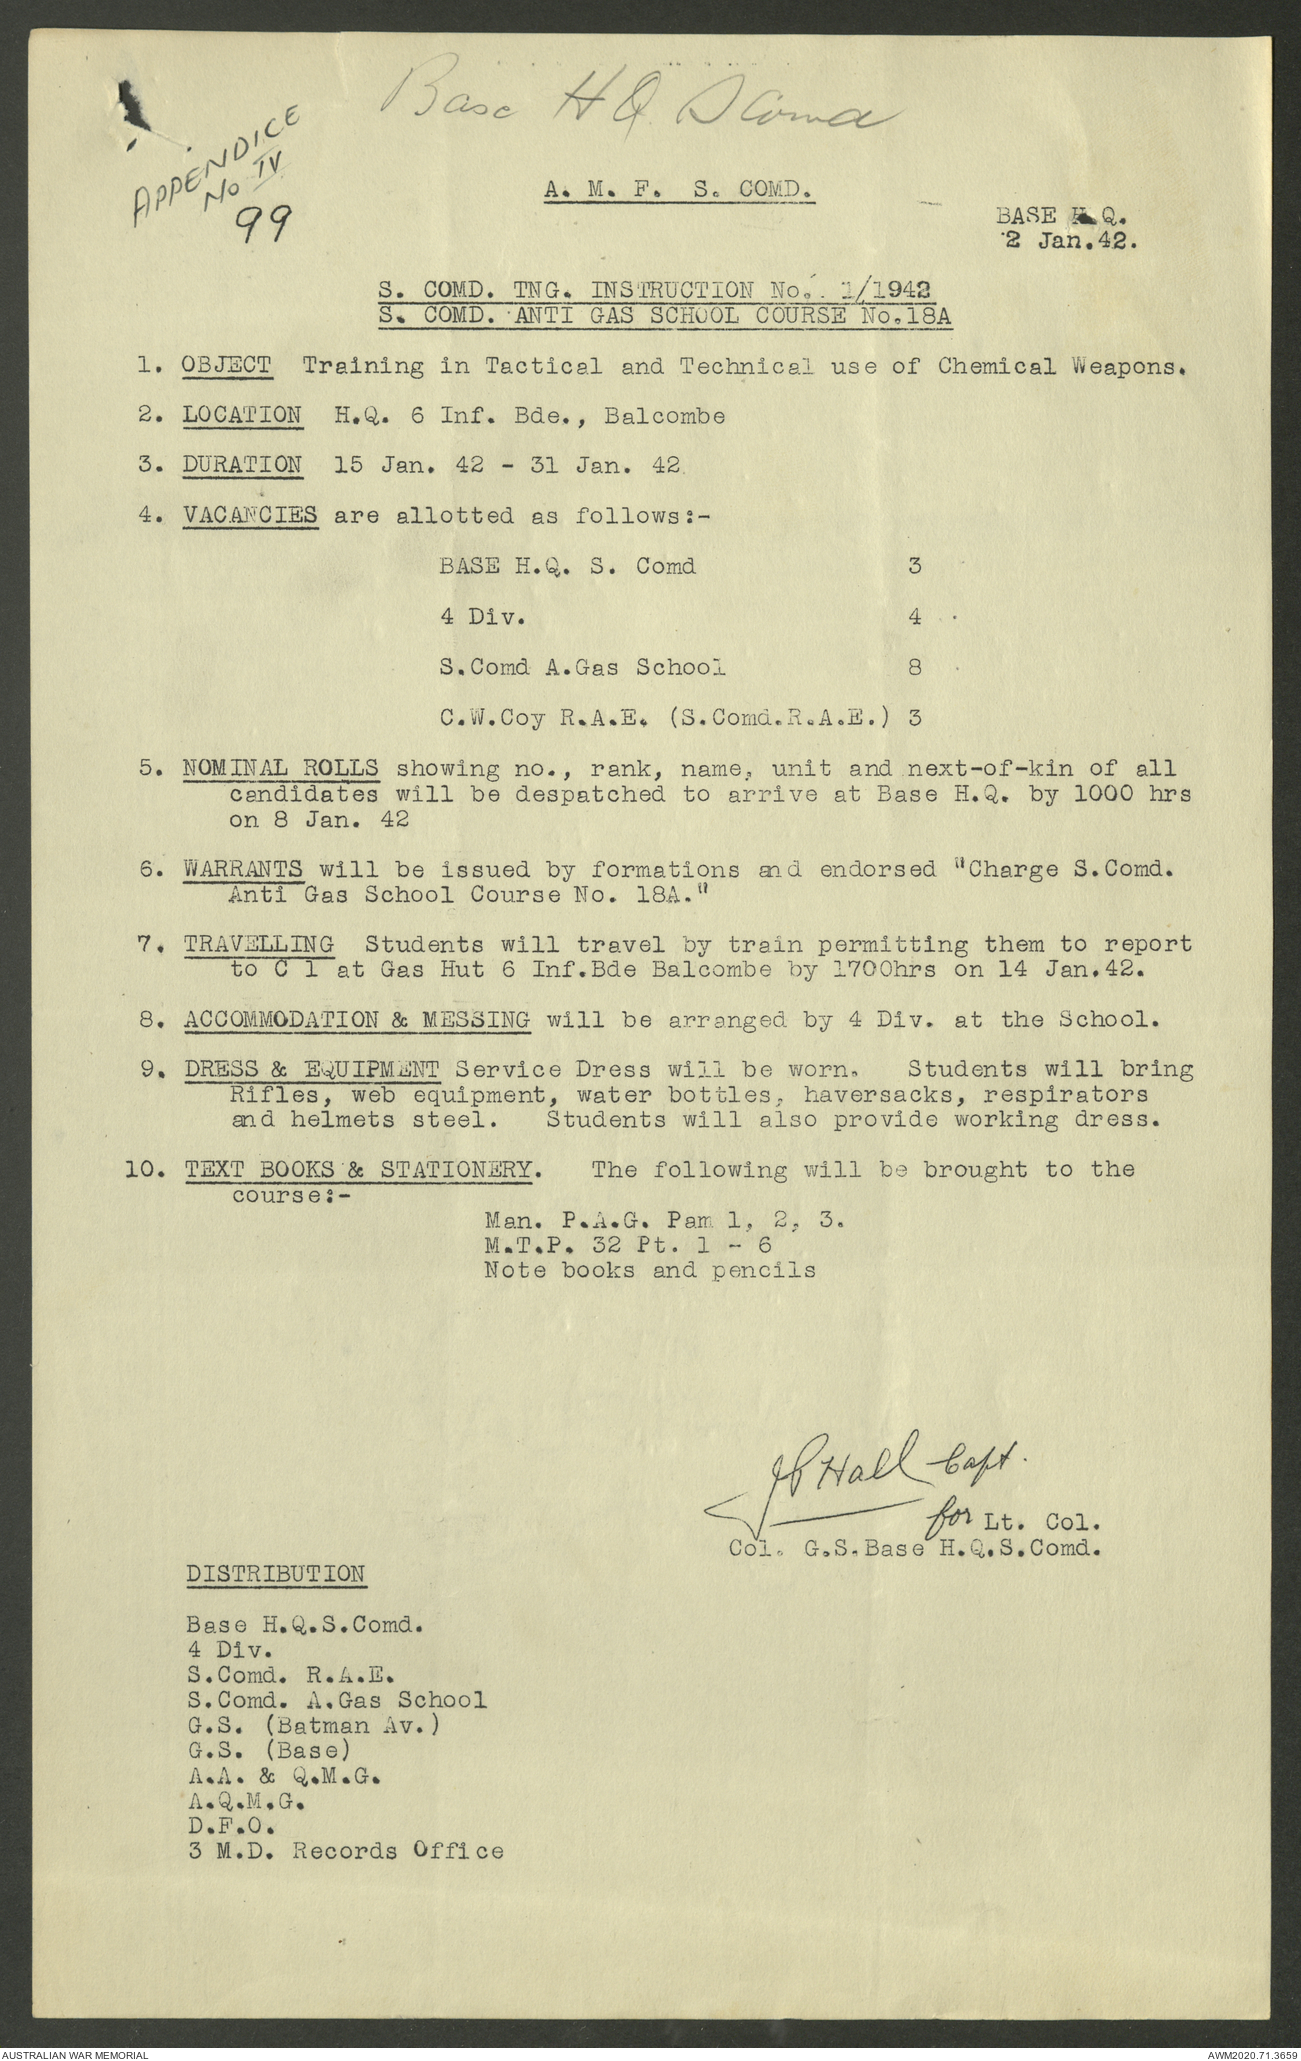 Base H Q S Comd
APPENDICE
No IV
99
A. M. F. S. COMD.
BASE H.Q.
2 Jan.42.
S. COMD. TNG. INSTRUCTION No. 1/1942
S. COMD. ANTI GAS SCHOOL COURSE No.18A
1. OBJECT Training in Tactical and Technical use of Chemical Weapons.
2. LOCATION H.Q. 6 Inf. Bde., Balcombe
3. DURATION 15 Jan. 42 - 31 Jan. 42
4. VACANCIES are allotted as follows:-
BASE H.Q. S. Comd 3
4 Div. 4
S.Comd A.Gas School 8
C.W.Coy R.A.E. (S.Comd.R.A.E.) 3
5. NOMINAL ROLLS showing no., rank, name, unit and next-of-kin of all
candidates will be despatched to arrive at Base H.Q. by 1000 hrs
on 8 Jan. 42
6. WARRANTS will be issued by formations and endorsed "Charge S.Comd.
Anti Gas School Course No. 18A."
7. TRAVELLING Students will travel by train permitting them to report
to C 1 at Gas Hut 6 Inf.Bde Balcombe by 1700hrs on 14 Jan.42.
8. ACCOMMODATION & MESSING will be arranged by 4 Div. at the School.
9. DRESS & EQUIPMENT Service Dress will be worn. Students will bring
Rifles, web equipment, water bottles, haversacks, respirators
and helmets steel. Students will also provide working dress.
10. TEXT BOOKS & STATIONERY. The following will be brought to the
course:-
Man. P.A.G. Pam 1, 2, 3.
M.T.P. 32 Pt. 1 - 6
Note books and pencils
Hall Capt.
for Lt. Col.
Col. G.S.Base H.Q.S.Comd.
DISTRIBUTION
Base H.Q.S.Comd.
4 Div.
S.Comd. R.A.E.
S.Comd. A.Gas School
G.S. (Batman Av.)
G.S. (Base)
A.A. & Q.M.G.
A.Q.M.G.
D.F.O.
3 M.D. Records Office
AUSTRALIAN WAR MEMORIAL
AWM2020.71.3659